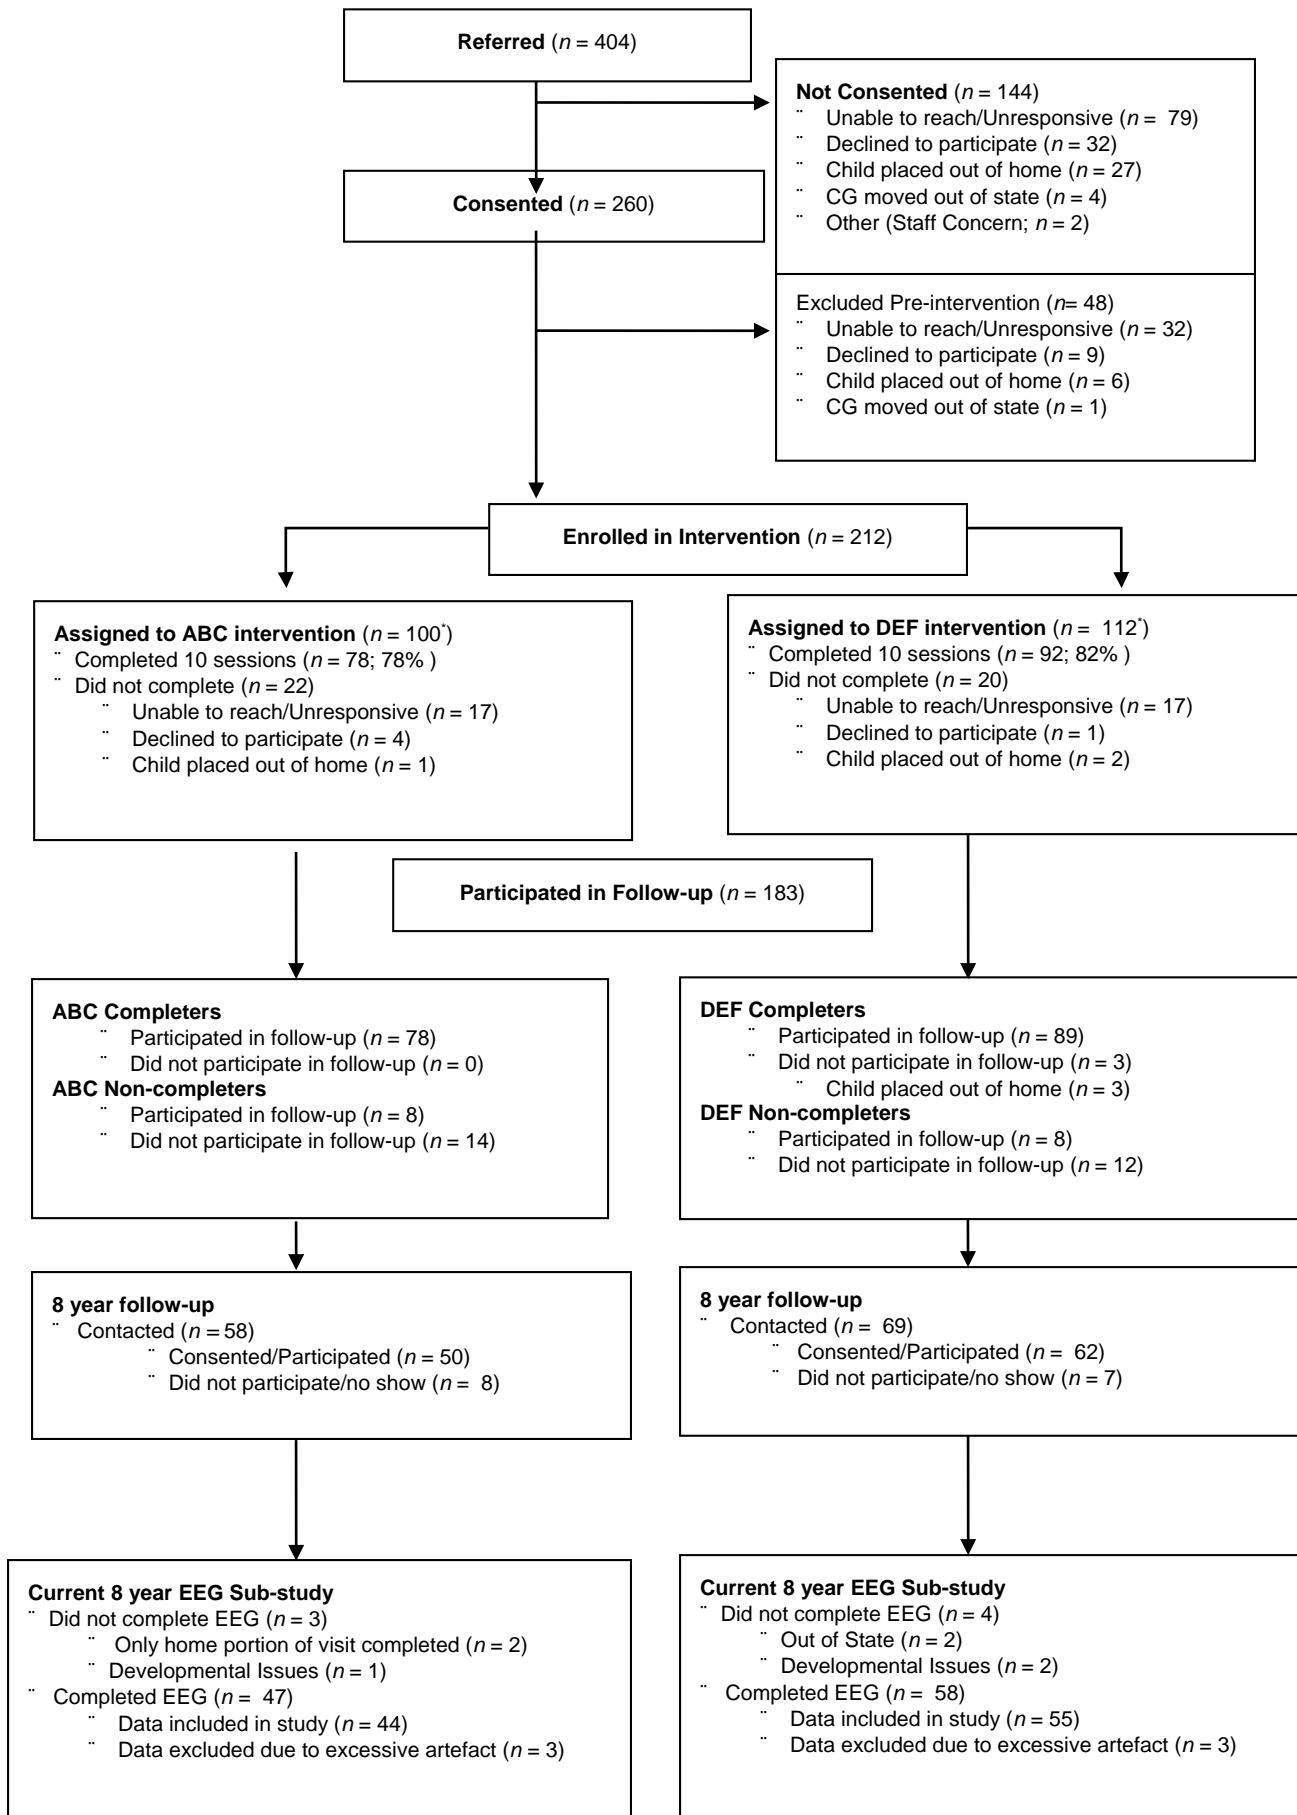 Referred (n = 404)
Not Consented (n = 144)
¨ Unable to reach/Unresponsive (n = 79)
¨ Declined to participate (n = 32)
¨ Child placed out of home (n = 27)
¨ CG moved out of state (n = 4)
¨ Other (Staff Concern; n = 2)
Consented (n = 260)
Excluded Pre-intervention (n= 48)
¨ Unable to reach/Unresponsive (n = 32)
¨ Declined to participate (n = 9)
¨ Child placed out of home (n = 6)
¨ CG moved out of state (n = 1)
Enrolled in Intervention (n = 212)
Assigned to ABC intervention (n = 100*)
¨ Completed 10 sessions (n = 78; 78% )
¨ Did not complete (n = 22)
¨ Unable to reach/Unresponsive (n = 17)
¨ Declined to participate (n = 4)
¨ Child placed out of home (n = 1)
Assigned to DEF intervention (n = 112*)
¨ Completed 10 sessions (n = 92; 82% )
¨ Did not complete (n = 20)
¨ Unable to reach/Unresponsive (n = 17)
¨ Declined to participate (n = 1)
¨ Child placed out of home (n = 2)
Participated in Follow-up (n = 183)
ABC Completers
¨ Participated in follow-up (n = 78)
¨ Did not participate in follow-up (n = 0)
ABC Non-completers
¨ Participated in follow-up (n = 8)
¨ Did not participate in follow-up (n = 14)
DEF Completers
¨ Participated in follow-up (n = 89)
¨ Did not participate in follow-up (n = 3)
¨ Child placed out of home (n = 3)
DEF Non-completers
¨ Participated in follow-up (n = 8)
¨ Did not participate in follow-up (n = 12)
8 year follow-up
¨ Contacted (n = 58)
¨ Consented/Participated (n = 50)
¨ Did not participate/no show (n = 8)
8 year follow-up
¨ Contacted (n = 69)
¨ Consented/Participated (n = 62)
¨ Did not participate/no show (n = 7)
Current 8 year EEG Sub-study
¨ Did not complete EEG (n = 3)
¨ Only home portion of visit completed (n = 2)
¨ Developmental Issues (n = 1)
¨ Completed EEG (n = 47)
¨ Data included in study (n = 44)
¨ Data excluded due to excessive artefact (n = 3)
Current 8 year EEG Sub-study
¨ Did not complete EEG (n = 4)
¨ Out of State (n = 2)
¨ Developmental Issues (n = 2)
¨ Completed EEG (n = 58)
¨ Data included in study (n = 55)
¨ Data excluded due to excessive artefact (n = 3)